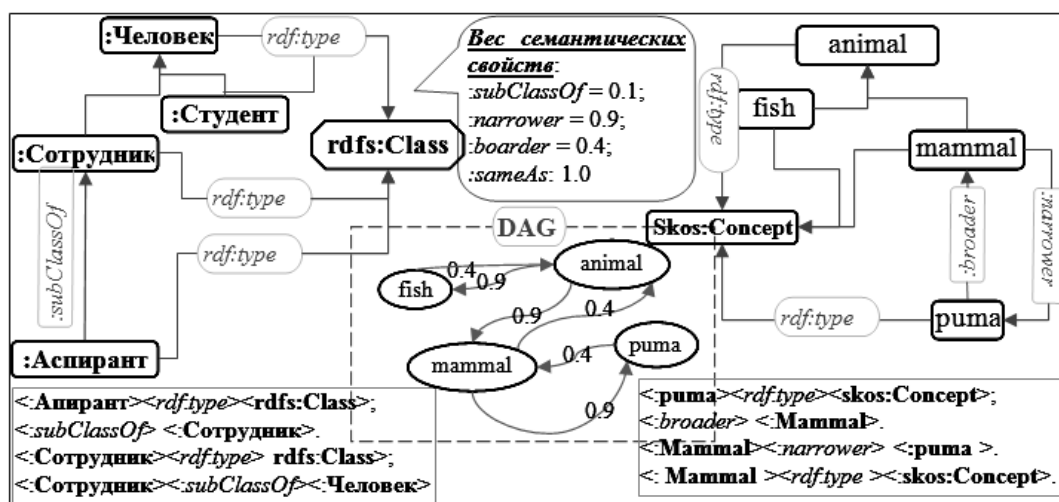 :Человек
rdf:type
:Студент
:Сотрудник
rdf:type
:subClassOf
rdf:type
:Аспирант
rdfs:Class
Вес семантических
свойств:
:subClassOf = 0.1;
:narrower = 0.9;
:boarder = 0.4;
:sameAs: 1.0
animal
rdf:type
fish
mammal
Skos:Concept
:broader
:narrower
rdf:type
puma
DAG
animal
0.4
fish
0.9
0.9
0.4
mammal
0.4
puma
0.9
<:Апирант><rdf:type><rdfs:Class>;
<:subClassOf> <:Сотрудник>.
<:Сотрудник><rdf:type> rdfs:Class>;
<:Сотрудник><:subClassOf><:Человек>
<:puma><rdf:type><skos:Concept>;
<:broader> <:Mammal>.
<:Mammal><:narrower> <:puma >.
<: Mammal ><rdf:type ><:skos:Concept>.